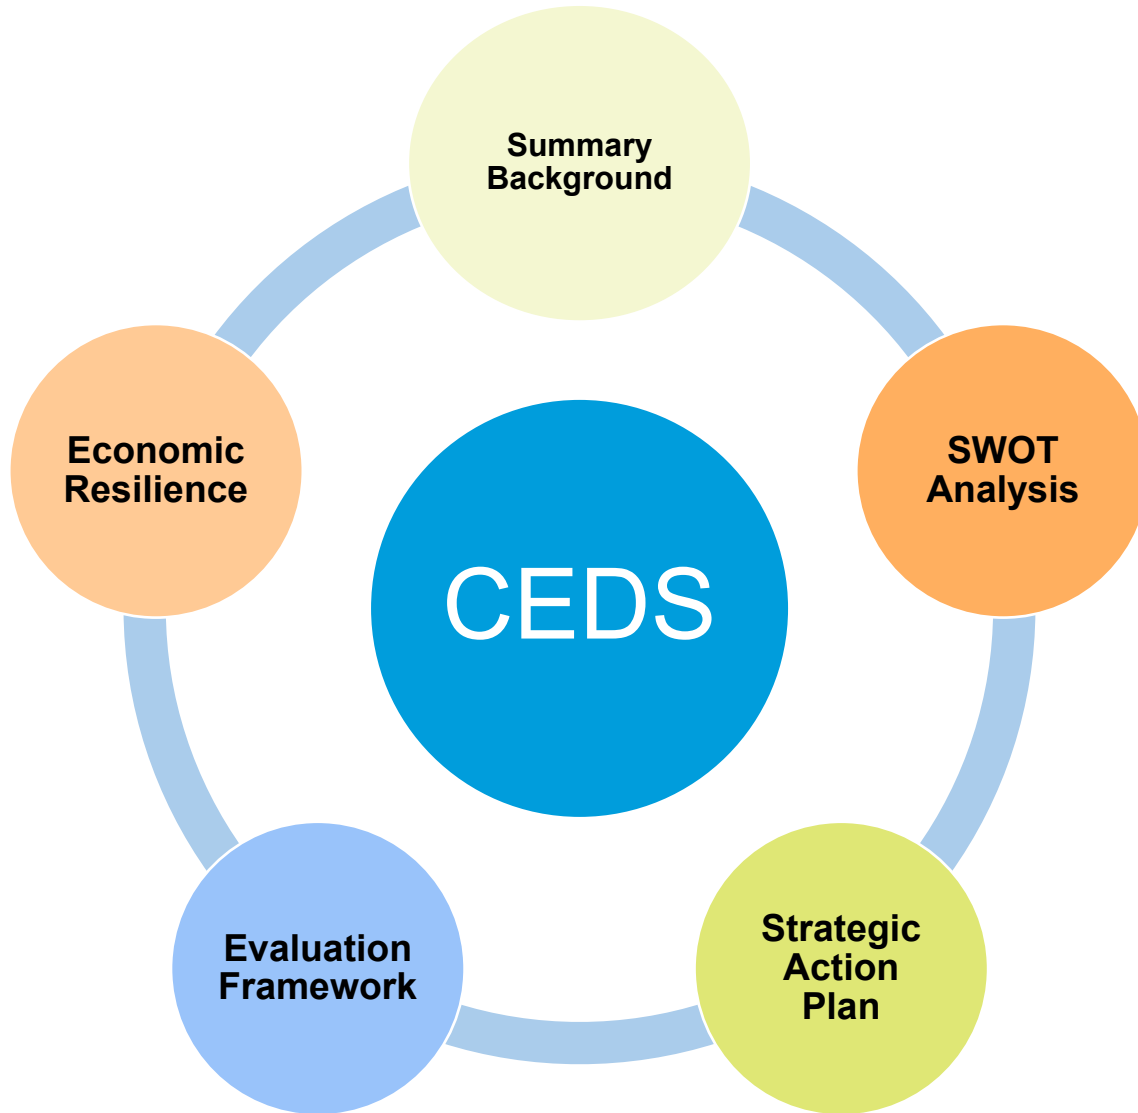 Summary
Background
SWOT
Analysis
Strategic
Action
Plan
Evaluation
Framework
Economic
Resilience
CEDS